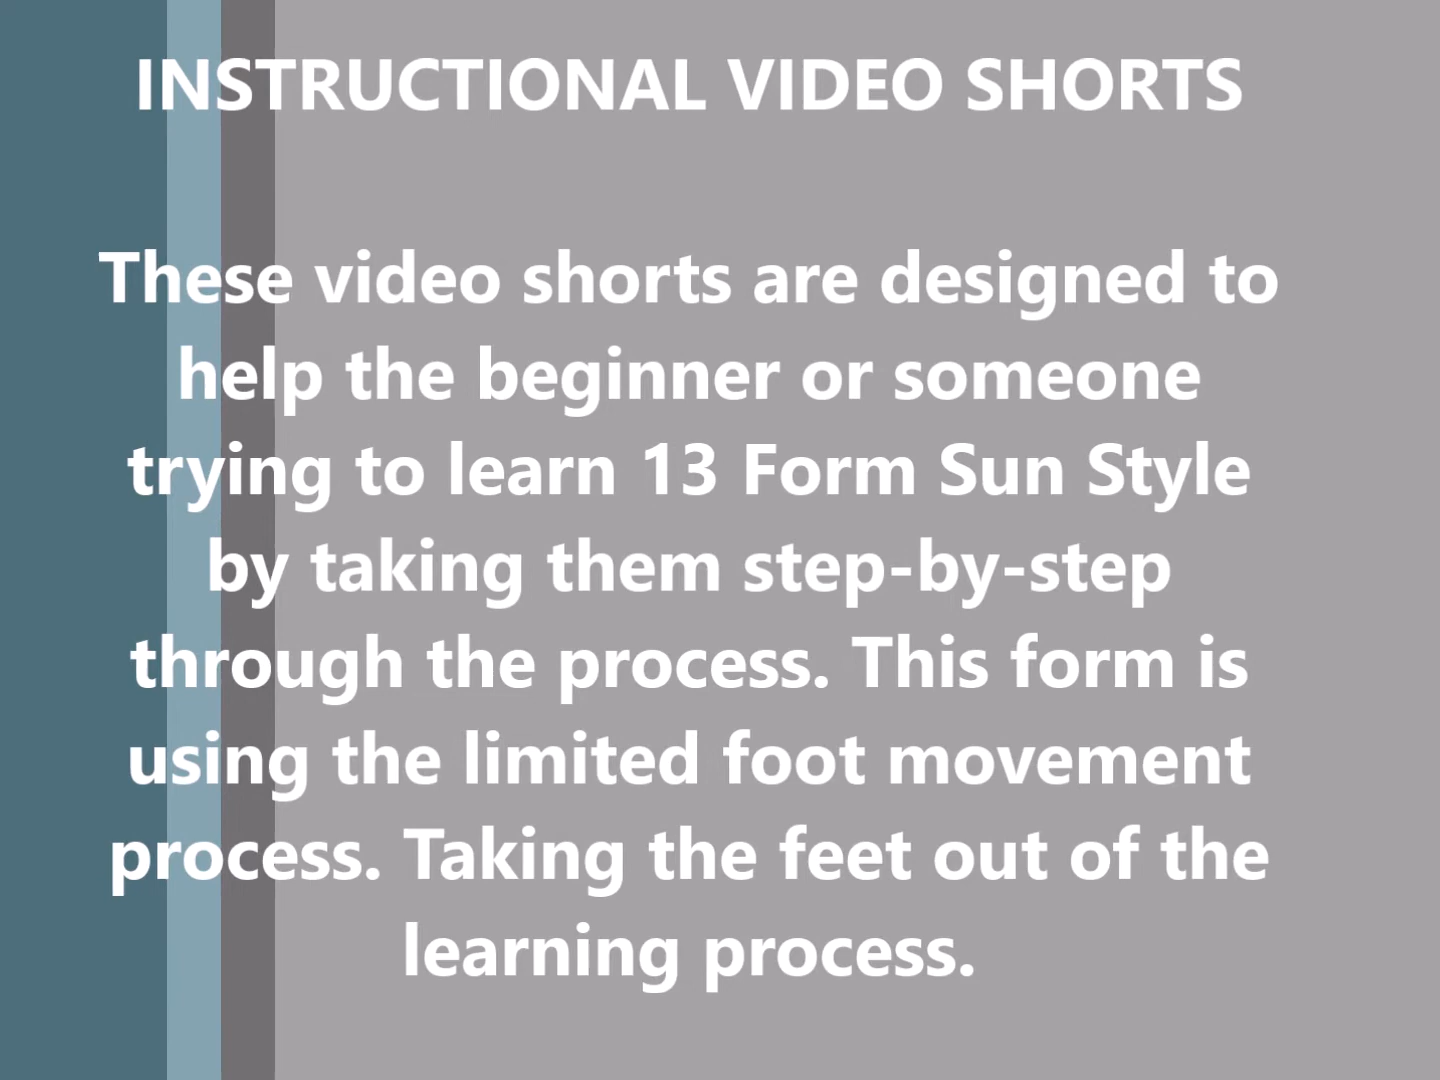 INSTRUCTIONAL VIDEO SHORTS
These video shorts are designed to
help the beginner or someone
trying to learn 13 Form Sun Style
by taking them step-by-step
through the process. This form is
using the limited foot movement
process. Taking the feet out of the
learning process.